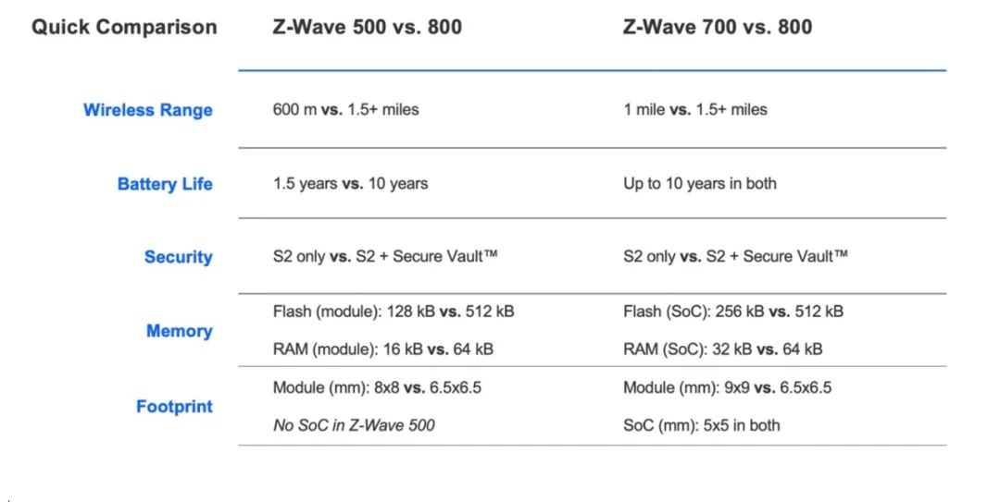 Quick Comparison Z-Wave 500 vs. 800 Z-Wave 700 vs. 800
Wireless Range 600 m vs. 1.5+ miles 1 mile vs. 1.5+ miles
Battery Life 1.5 years vs. 10 years Up to 10 years in both
Security S2 only vs. S2 + Secure Vault™ S2 only vs. S2 + Secure Vault™
Flash (module): 128 kB vs. 512 kB Flash (SoC): 256 kB vs. 512 kB
Memory
RAM (module): 16 kB vs. 64 kB RAM (SoC): 32 kB vs. 64 kB
Module (mm): 8x8 vs. 6.5x6.5 Module (mm): 9x9 vs. 6.5x6.5
Footprint
No SoC in Z-Wave 500 SoC (mm): 5x5 in both